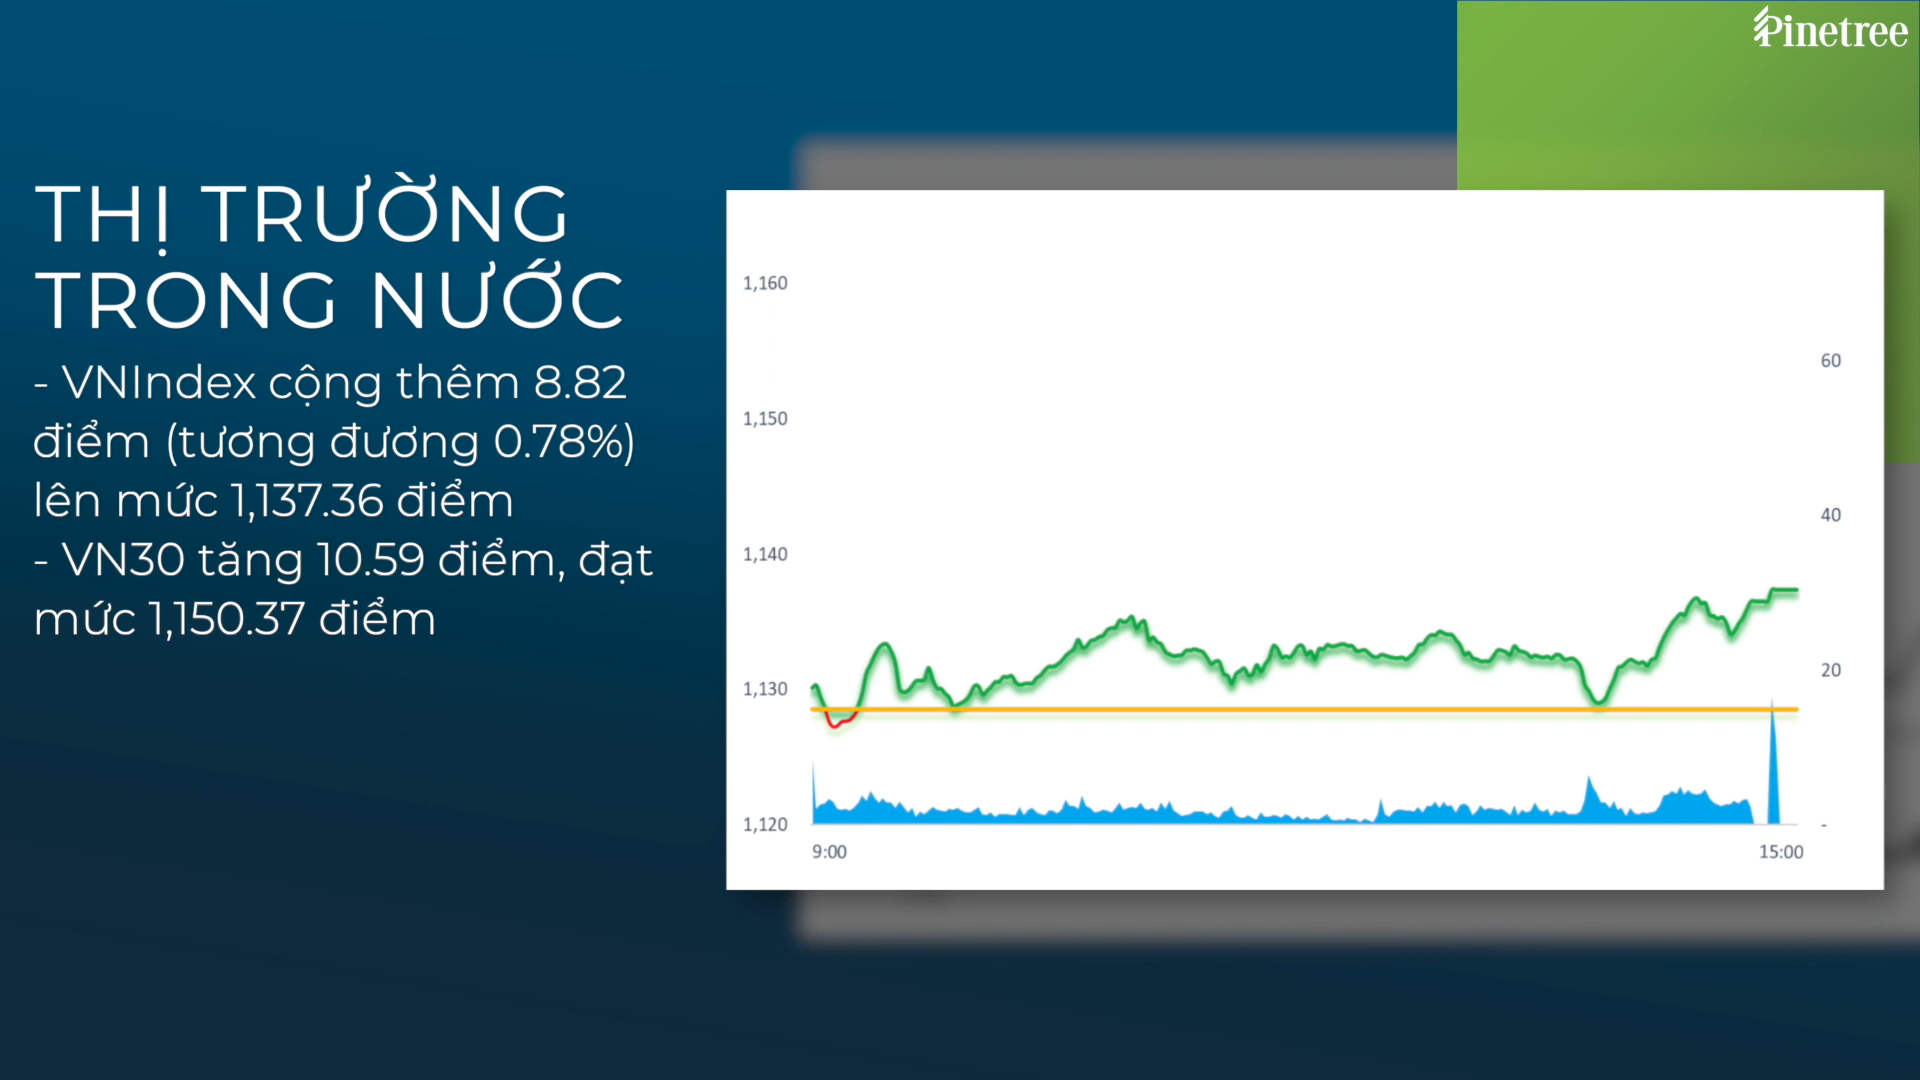 Pinetree
THỊ TRƯỜNG
TRONG NƯỚC
- VNIndex cộng thêm 8.82
điểm (tương đương 0.78%)
lên mức 1,137.36 điểm
- VN30 tăng 10.59 điểm, đạt
mức 1,150.37 điểm
1,160
60
1,150
40
1,140
1,130
20
1,120
-
9:00
15:00